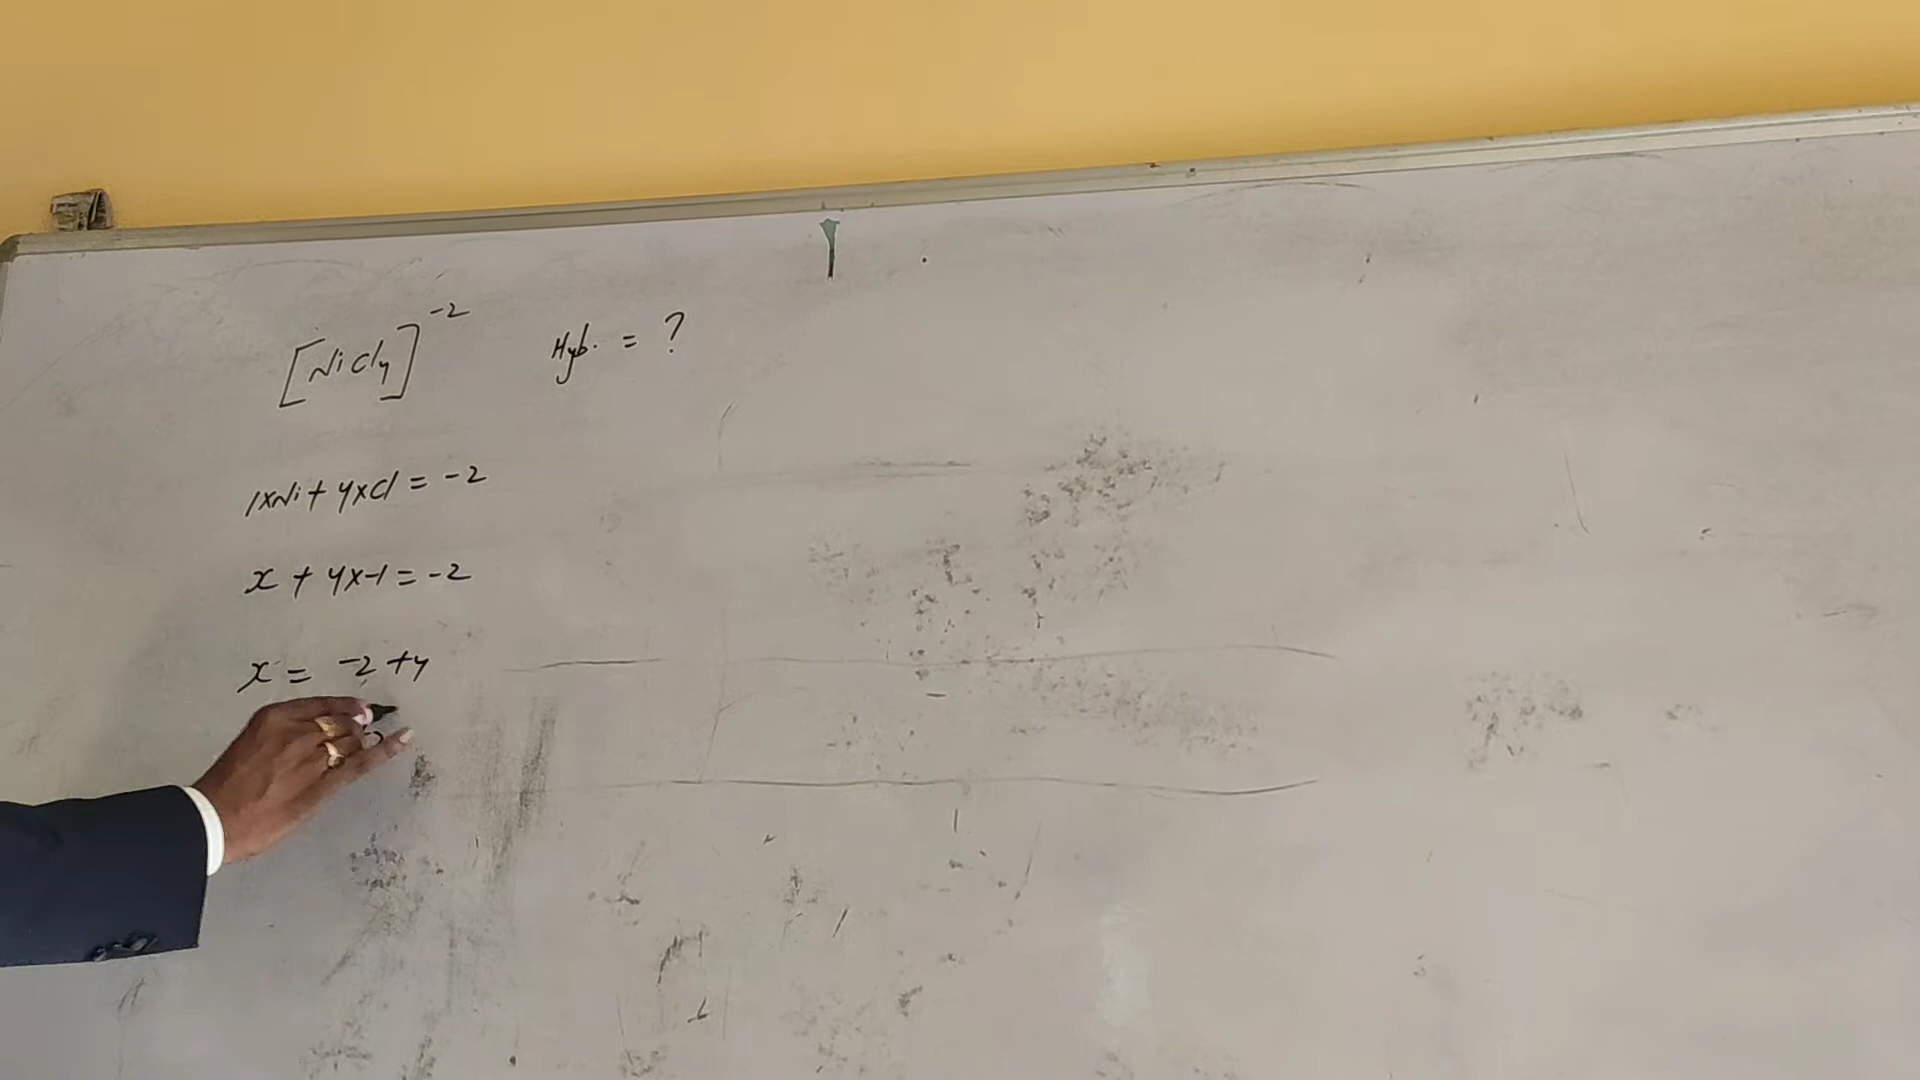 [NiCl4]^-2 Hyb. = ?
1xNi + 4xCl = -2
x + 4x-1 = -2
x = -2 + 4